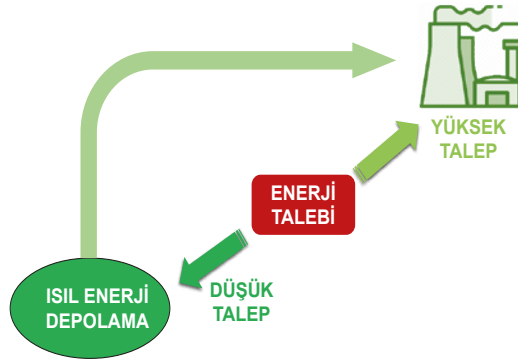 YÜKSEK
TALEP
ENERJİ
TALEBİ
DÜŞÜK
TALEP
ISIL ENERJİ
DEPOLAMA